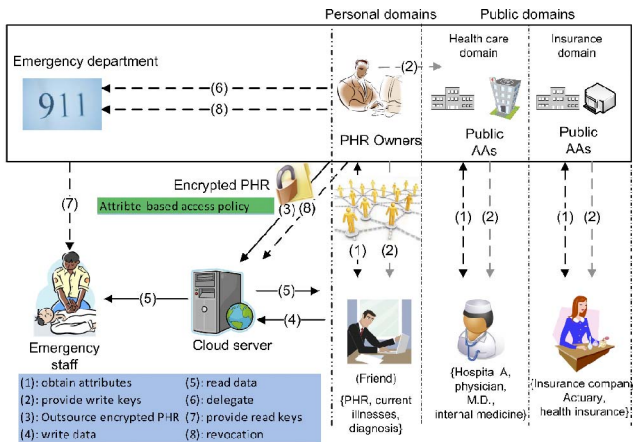 Personal domains
Public domains
Emergency department
911
(6)
(8)
(2)
PHR Owners
Health care
domain
Public
AAs
Insurance
domain
Public
AAs
(7)
Encrypted PHR
Attribte-based access policy
(3) (8)
(1)
(2)
(1)
(2)
(1)
(2)
(5)
(5)
(4)
Emergency
staff
Cloud server
(Friend)
{PHR, current
illnesses,
diagnosis}
{Hospita A,
physician,
M.D.,
internal medicine}
{Insurance compan
Actuary,
health insurance}
(1): obtain attributes
(2): provide write keys
(3): Outsource encrypted PHR
(4): write data
(5): read data
(6): delegate
(7): provide read keys
(8): revocation